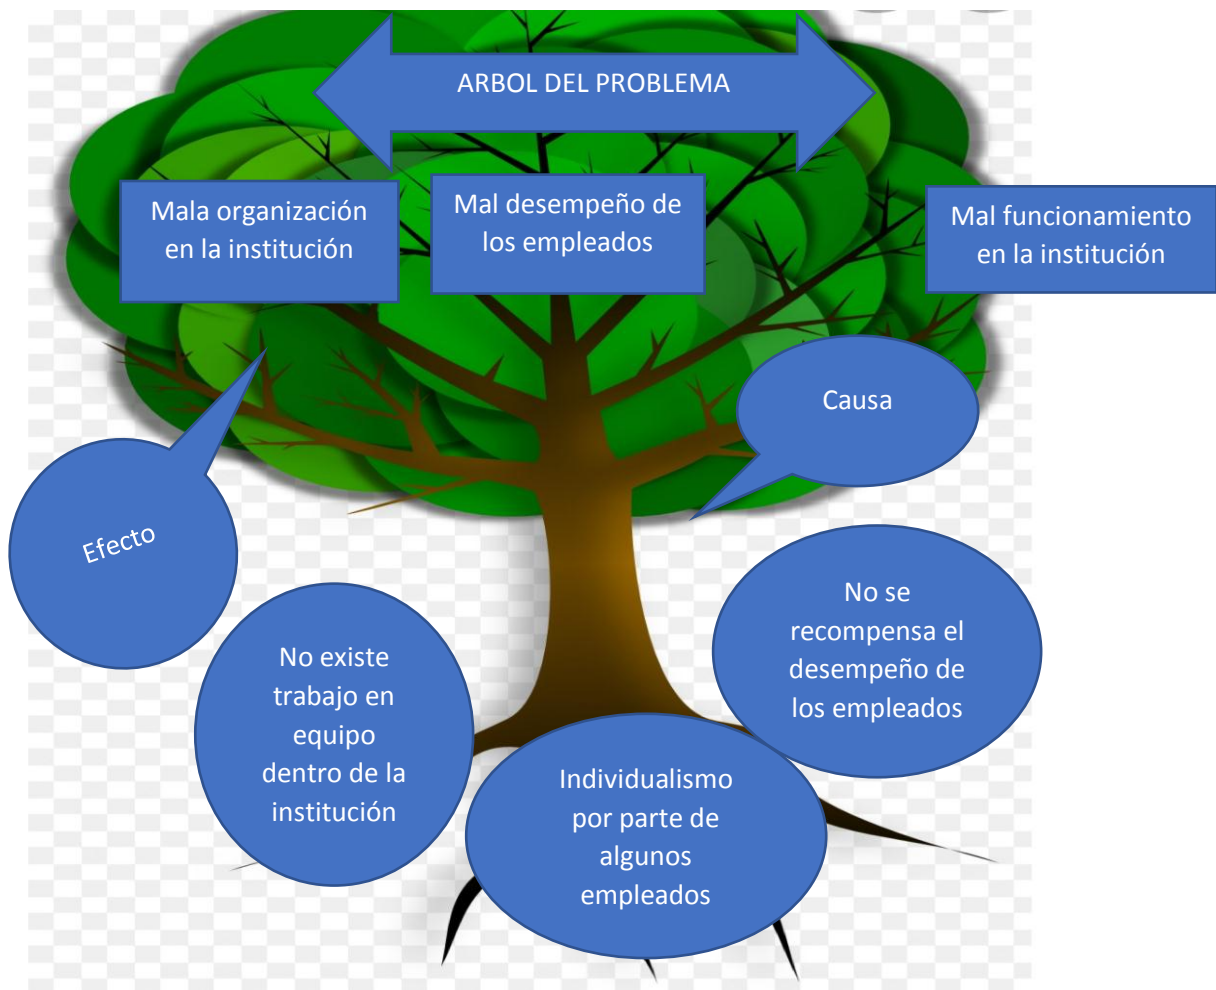 ARBOL DEL PROBLEMA
Mala organización
en la institución
Mal desempeño de
los empleados
Mal funcionamiento
en la institución
Causa
Efecto
No se
recompensa el
desempeño de
los empleados
No existe
trabajo en
equipo
dentro de la
institución
Individualismo
por parte de
algunos
empleados